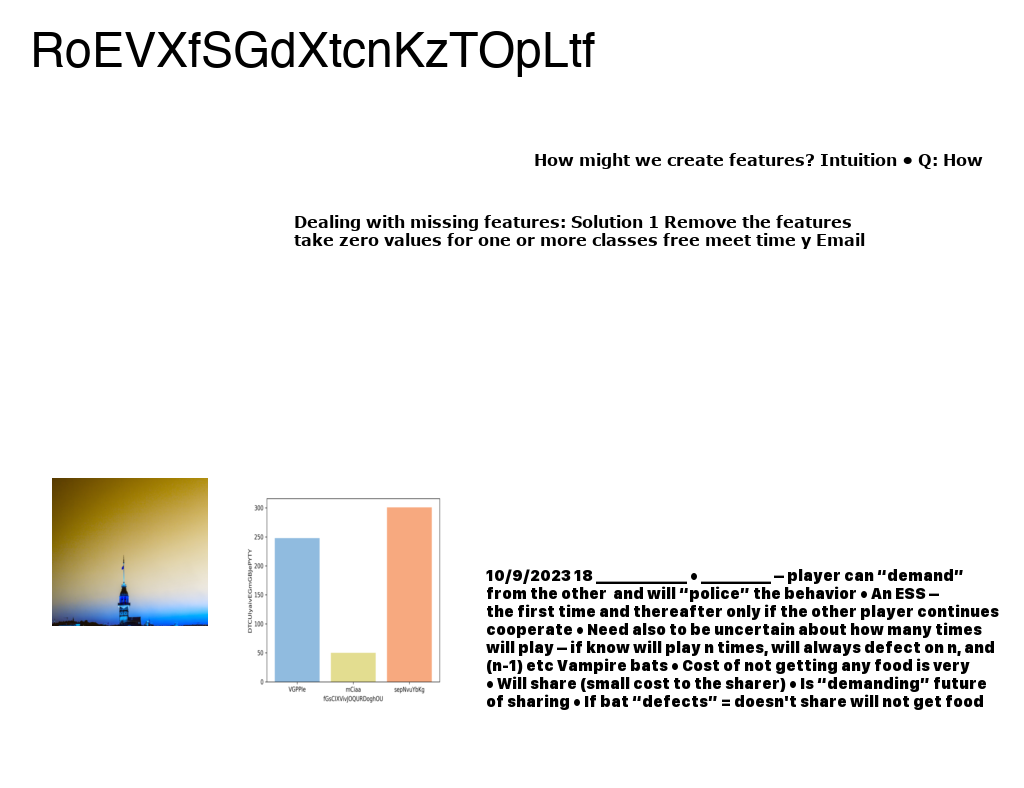 RoEVXfSGdXtcnKzTOpLtf
How might we create features? Intuition • Q: How
Dealing with missing features: Solution 1 Remove the features
take zero values for one or more classes free meet time y Email
300
250
200
150
100
50
0
VGPPle mCiaa sepNvuYbKg
10/9/2023 18 ____________ • _________ – player can “demand”
from the other  and will “police” the behavior • An ESS –
the first time and thereafter only if the other player continues
cooperate • Need also to be uncertain about how many times
will play – if know will play n times, will always defect on n, and
(n-1) etc Vampire bats • Cost of not getting any food is very
• Will share (small cost to the sharer) • Is “demanding” future
of sharing • If bat “defects” = doesn't share will not get food